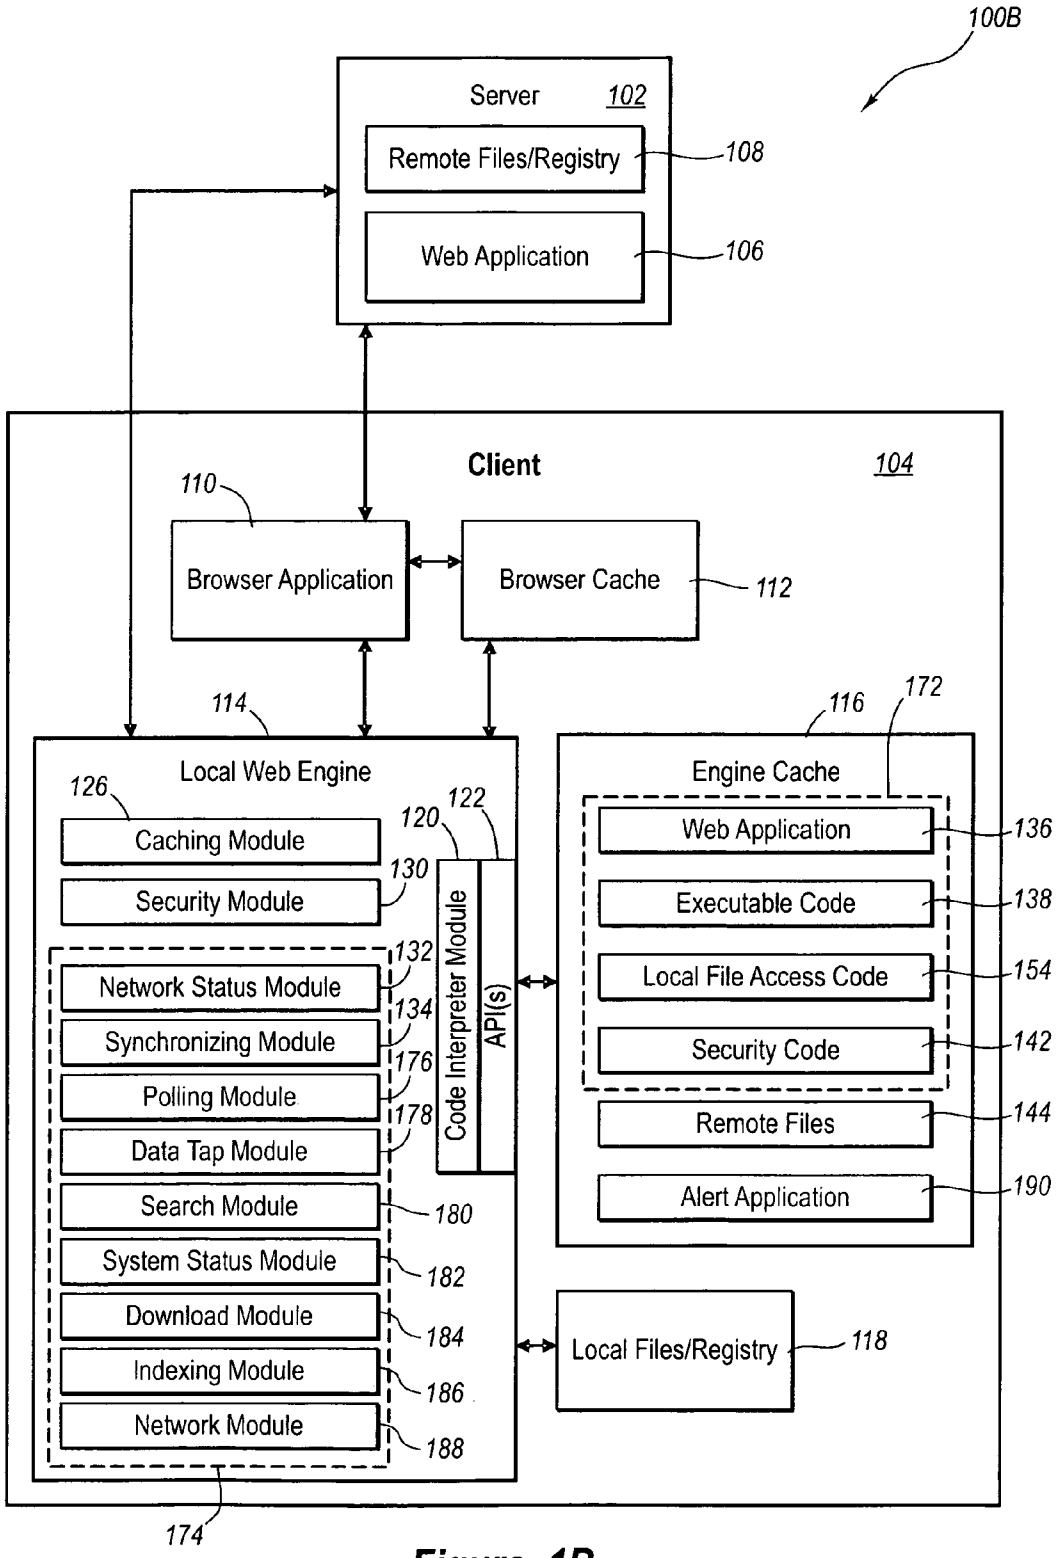 100B
Server 102
Remote Files/Registry 108
Web Application 106
Client 104
110
Browser Application
Browser Cache
112
114
Local Web Engine
126
Caching Module
Security Module 130
Network Status Module 132
Synchronizing Module 134
Polling Module 176
Data Tap Module 178
Search Module 180
System Status Module 182
Download Module 184
Indexing Module 186
Network Module 188
174
120
122
Code Interpreter Module
API(s)
116
172
Engine Cache
Web Application 136
Executable Code 138
Local File Access Code 154
Security Code 142
Remote Files 144
Alert Application 190
Local Files/Registry 118